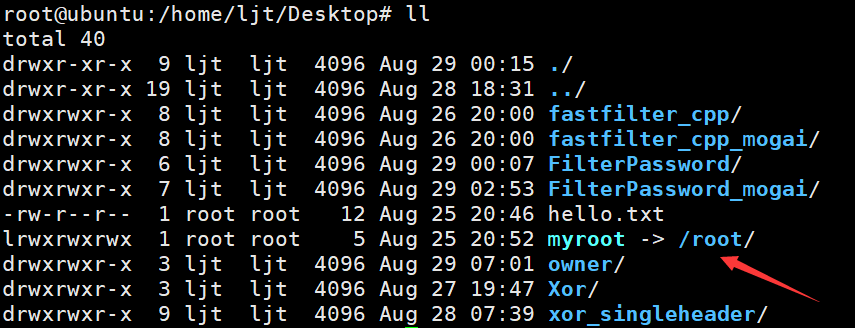 root@ubuntu:/home/ljt/Desktop# ll
total 40
drwxr-xr-x  9 ljt  ljt  4096 Aug 29 00:15 ./
drwxr-xr-x 19 ljt  ljt  4096 Aug 28 18:31 ../
drwxrwxr-x  8 ljt  ljt  4096 Aug 26 20:00 fastfilter_cpp/
drwxrwxr-x  8 ljt  ljt  4096 Aug 26 20:00 fastfilter_cpp_mogai/
drwxrwxr-x  6 ljt  ljt  4096 Aug 29 00:07 FilterPassword/
drwxrwxr-x  7 ljt  ljt  4096 Aug 29 02:53 FilterPassword_mogai/
-rw-r--r--  1 root root   12 Aug 25 20:46 hello.txt
lrwxrwxrwx  1 root root    5 Aug 25 20:52 myroot -> /root/
drwxrwxr-x  3 ljt  ljt  4096 Aug 29 07:01 owner/
drwxrwxr-x  3 ljt  ljt  4096 Aug 27 19:47 Xor/
drwxrwxr-x  9 ljt  ljt  4096 Aug 28 07:39 xor_singleheader/